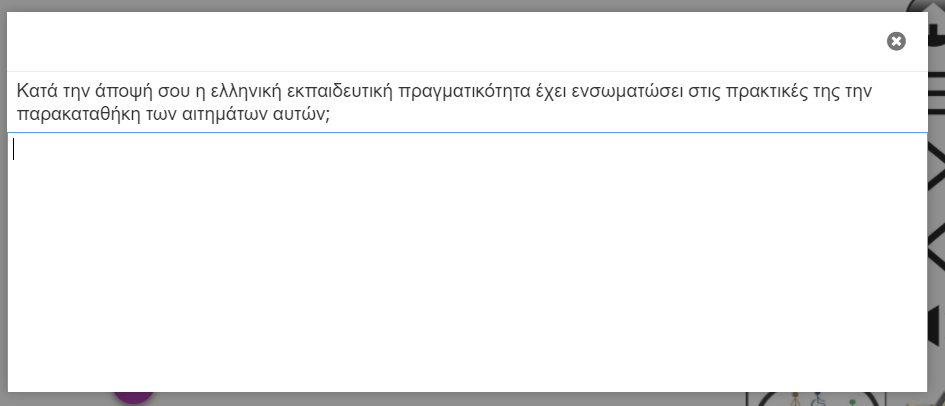 Κατά την άποψή σου η ελληνική εκπαιδευτική πραγματικότητα έχει ενσωματώσει στις πρακτικές της την
παρακαταθήκη των αιτημάτων αυτών;